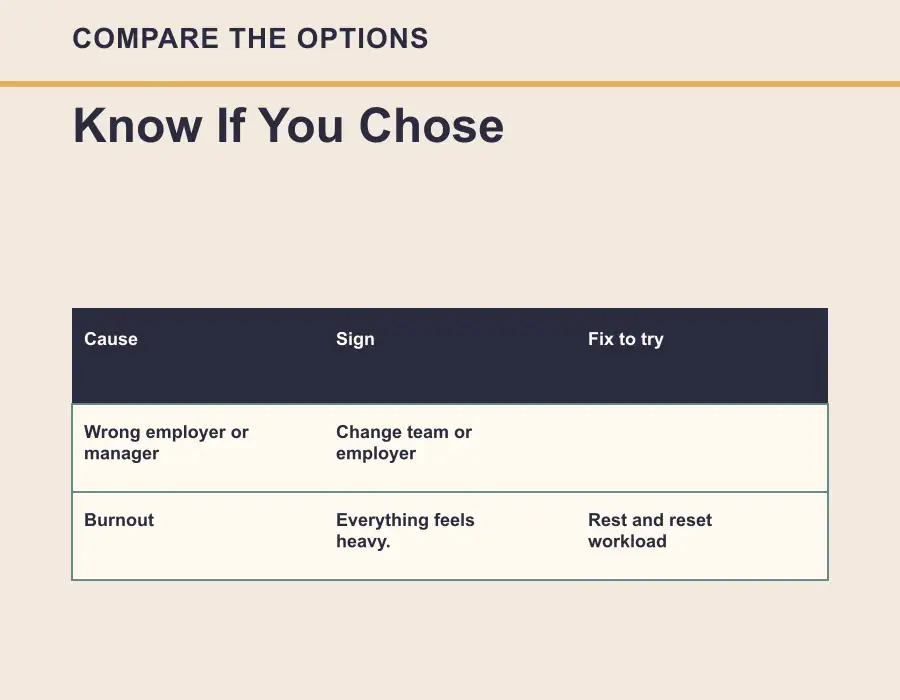 COMPARE THE OPTIONS
Know If You Chose
Cause Sign Fix to try
Wrong employer or manager Change team or employer
Burnout Everything feels heavy. Rest and reset workload